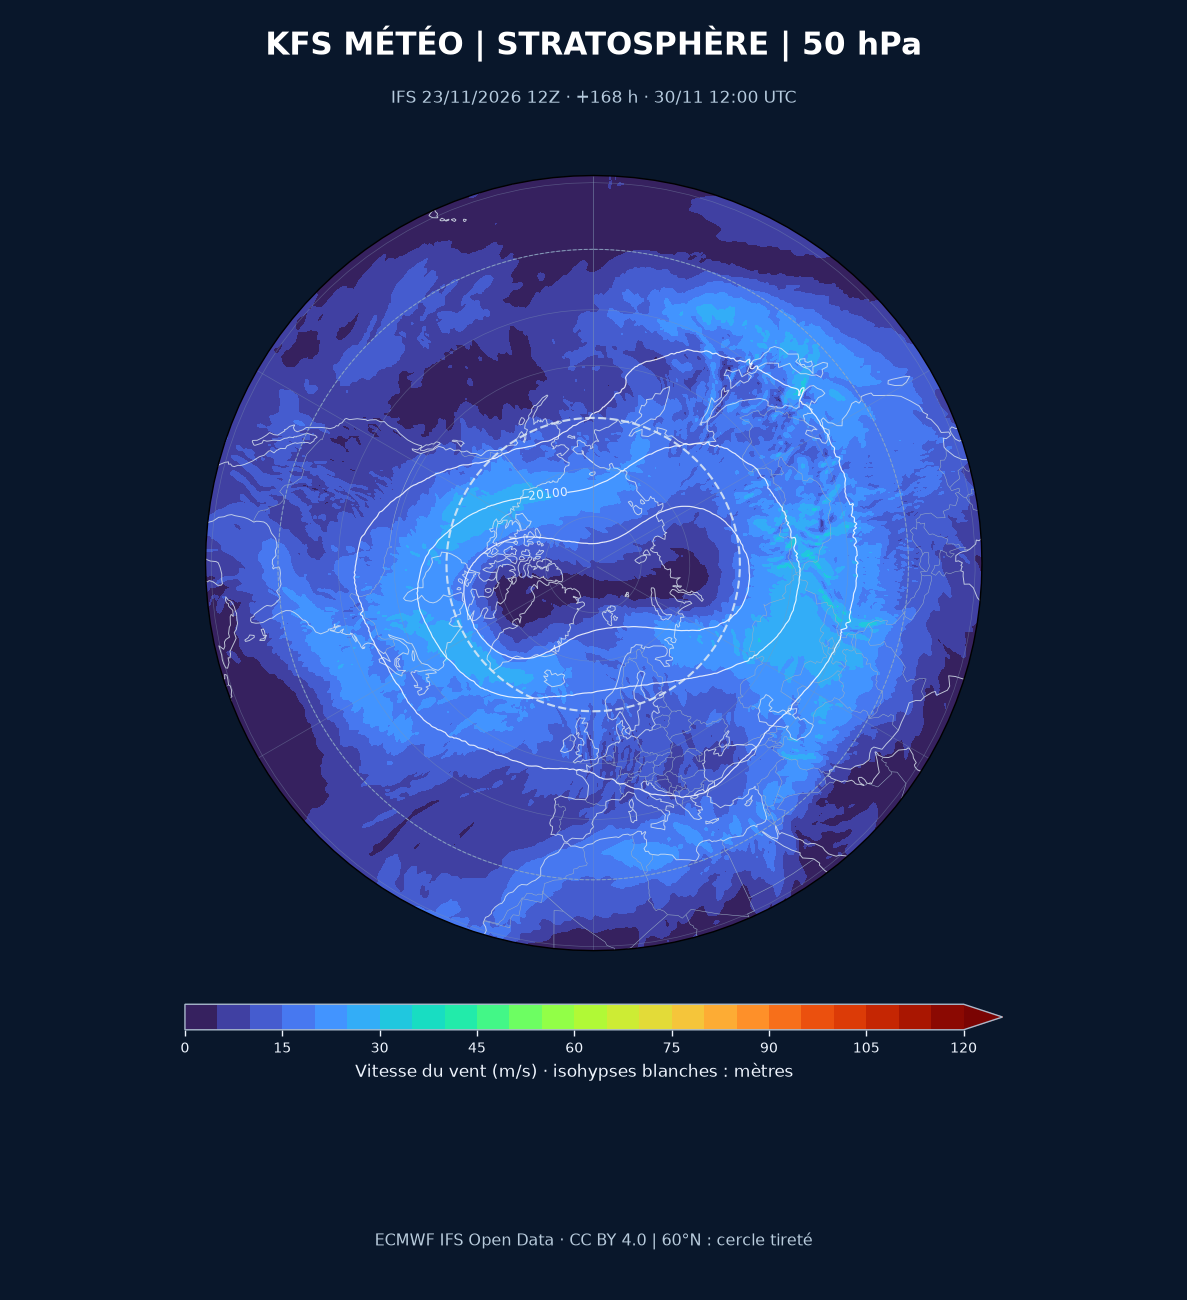 KFS MÉTÉO | STRATOSPHÈRE | 50 hPa
IFS 23/11/2026 12Z · +168 h · 30/11 12:00 UTC
20100
0 15 30 45 60 75 90 105 120
Vitesse du vent (m/s) · isohypses blanches : mètres
ECMWF IFS Open Data · CC BY 4.0 | 60°N : cercle tireté